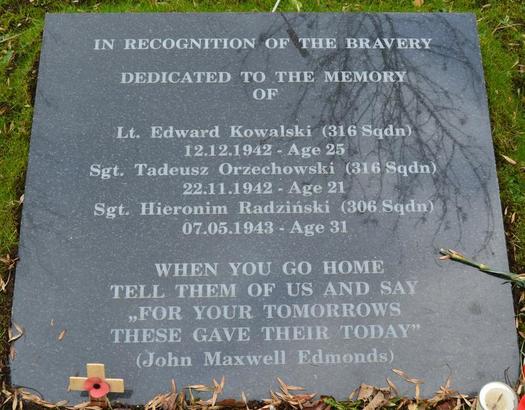 IN RECOGNITION OF THE BRAVERY
DEDICATED TO THE MEMORY
OF
Lt. Edward Kowalski (316 Sqdn)
12.12.1942 - Age 25
Sgt. Tadeusz Orzechowski (316 Sqdn)
22.11.1942 - Age 21
Sgt. Hieronim Radziński (306 Sqdn)
07.05.1943 - Age 31
WHEN YOU GO HOME
TELL THEM OF US AND SAY
„FOR YOUR TOMORROWS
THESE GAVE THEIR TODAY”
(John Maxwell Edmonds)